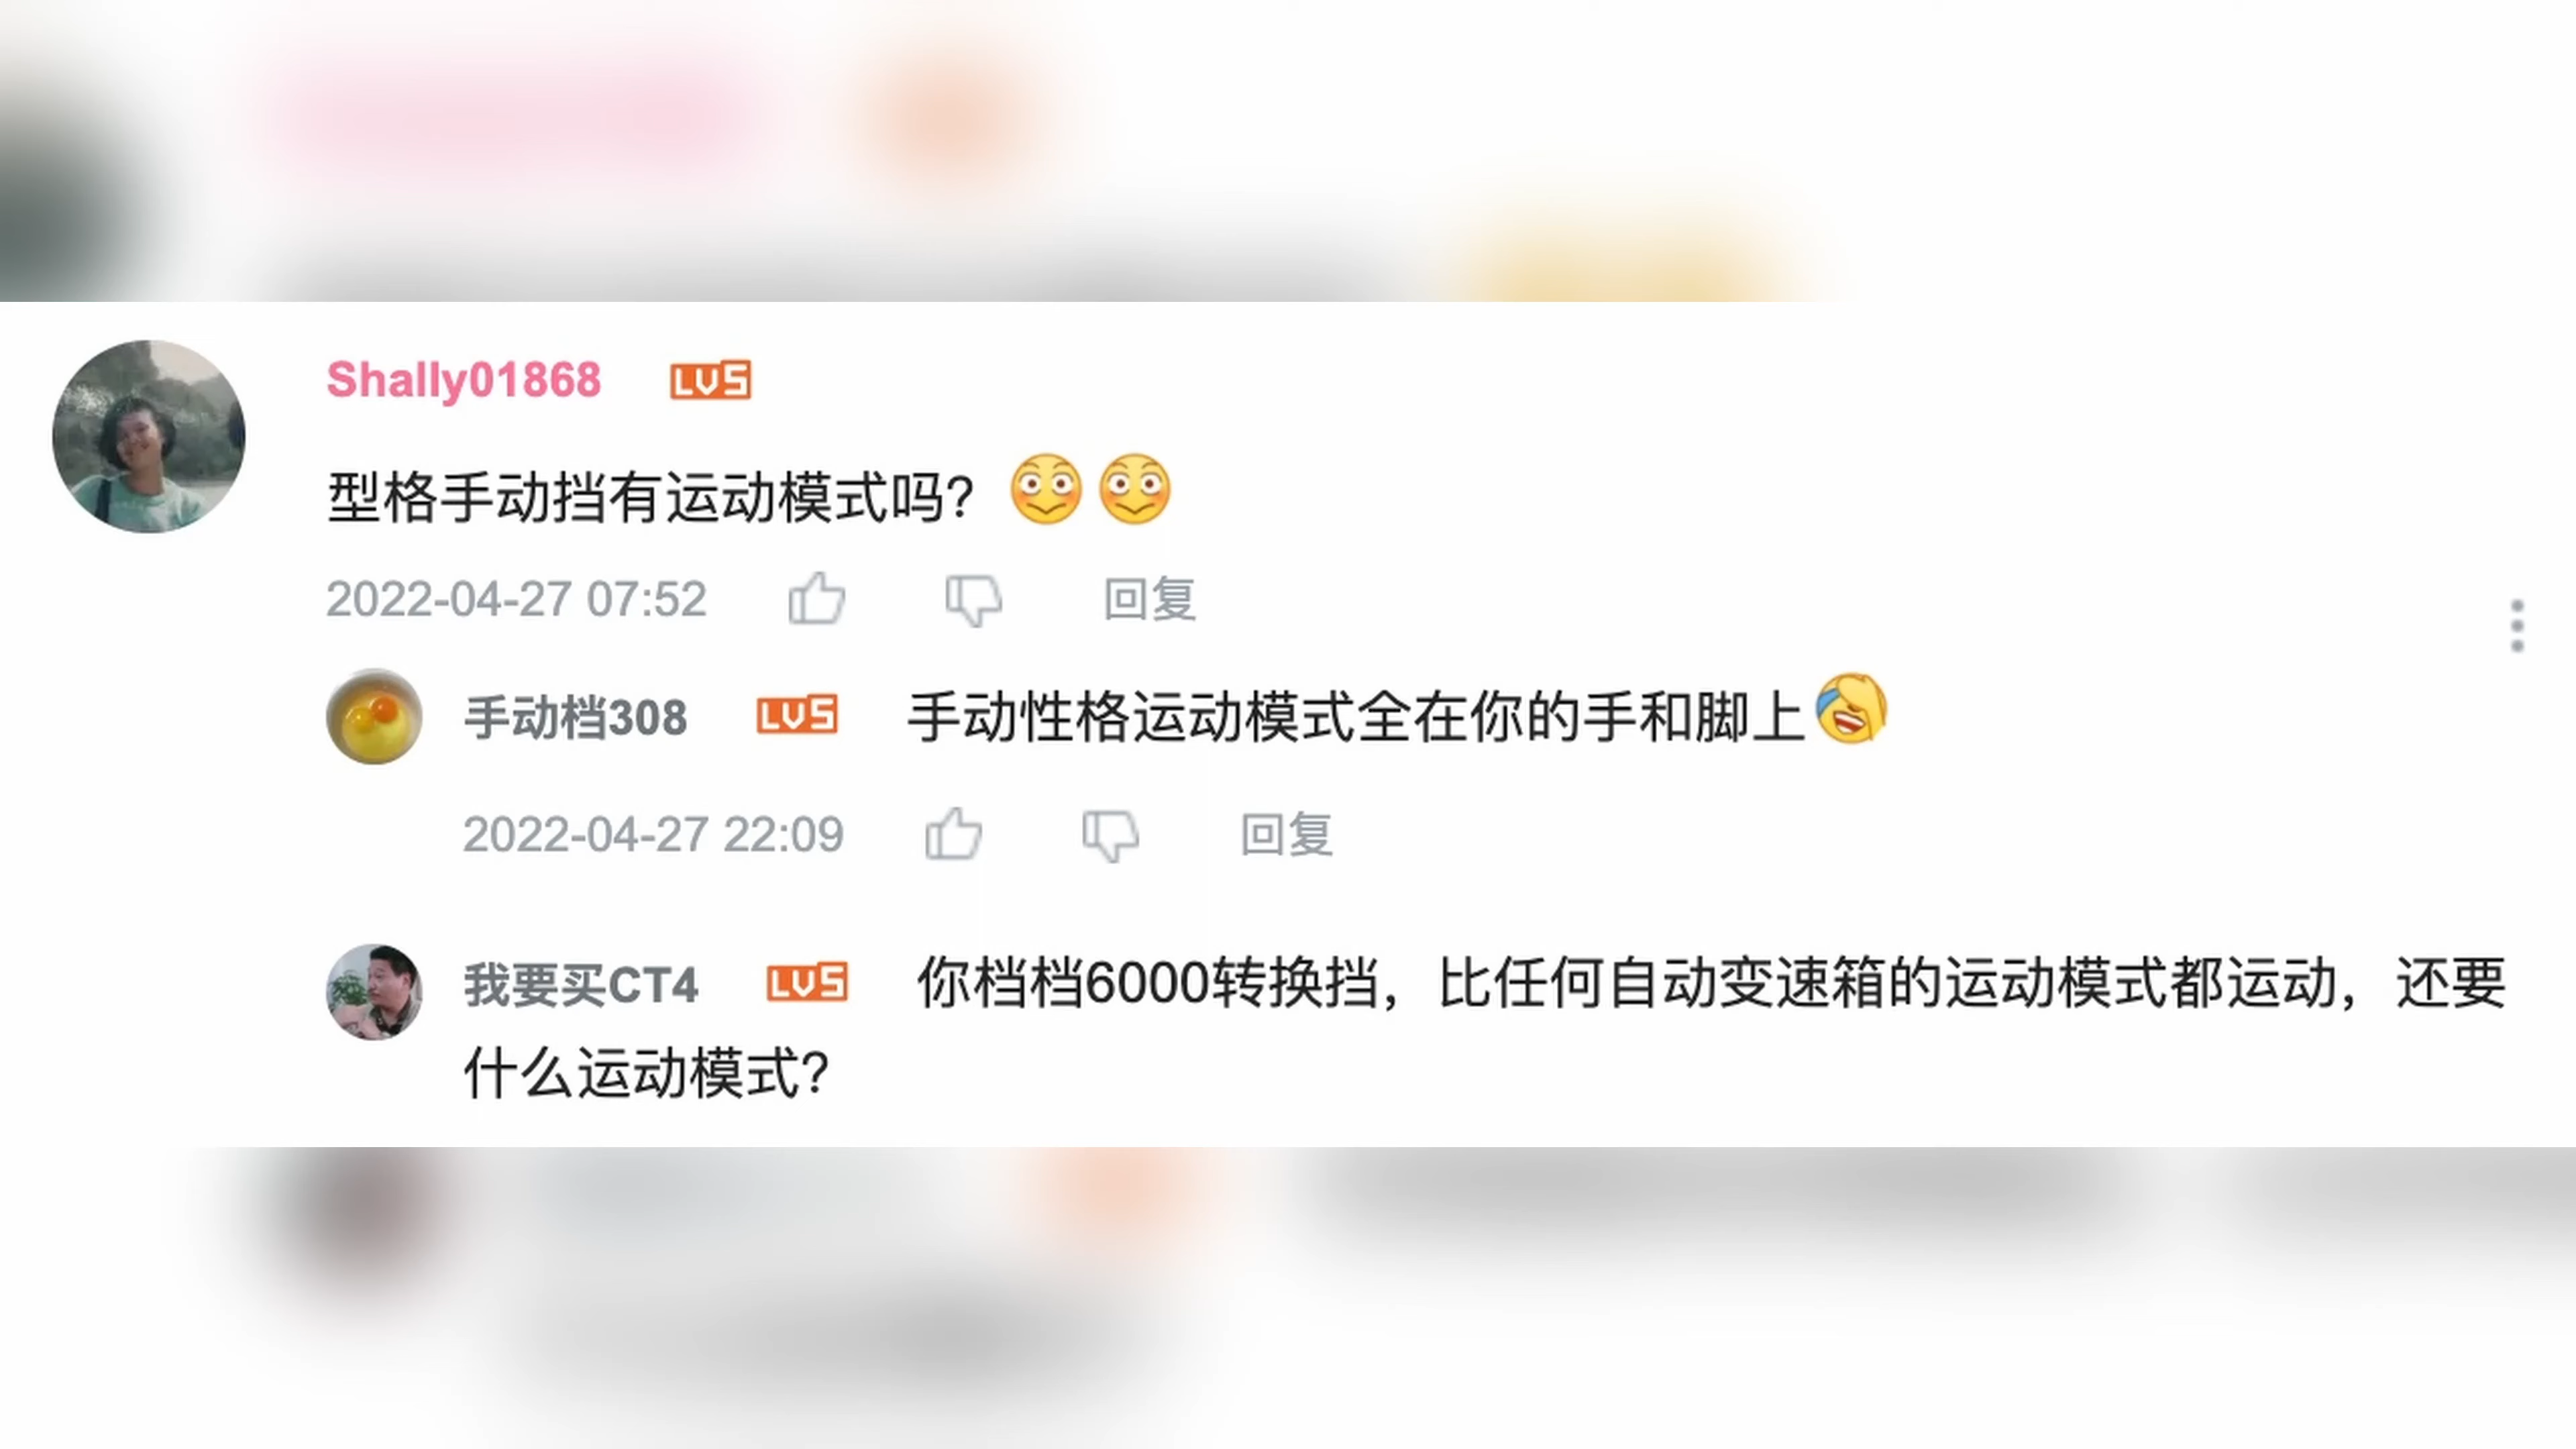 Shally01868 LV5
型格手动挡有运动模式吗？
2022-04-27 07:52 回复
手动档308 LV5 手动性格运动模式全在你的手和脚上
2022-04-27 22:09 回复
我要买CT4 LV5 你档档6000转换挡，比任何自动变速箱的运动模式都运动，还要
什么运动模式？